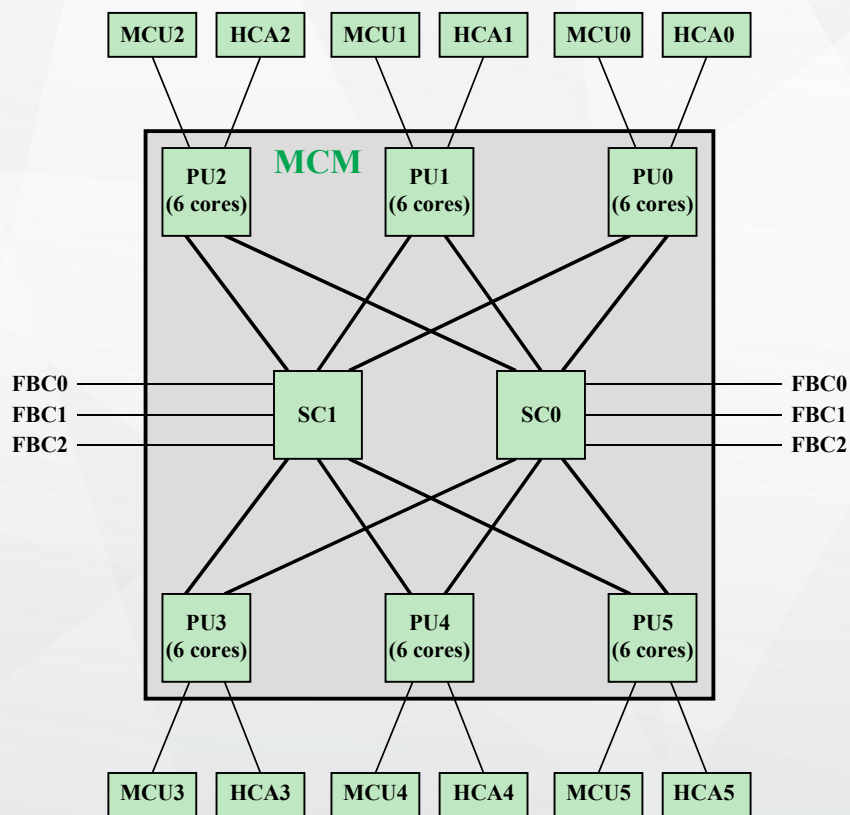 MCU2 HCA2 MCU1 HCA1 MCU0 HCA0
MCM
PU2
(6 cores)
PU1
(6 cores)
PU0
(6 cores)
FBC0
FBC1
FBC2
SC1
SC0
FBC0
FBC1
FBC2
PU3
(6 cores)
PU4
(6 cores)
PU5
(6 cores)
MCU3 HCA3 MCU4 HCA4 MCU5 HCA5